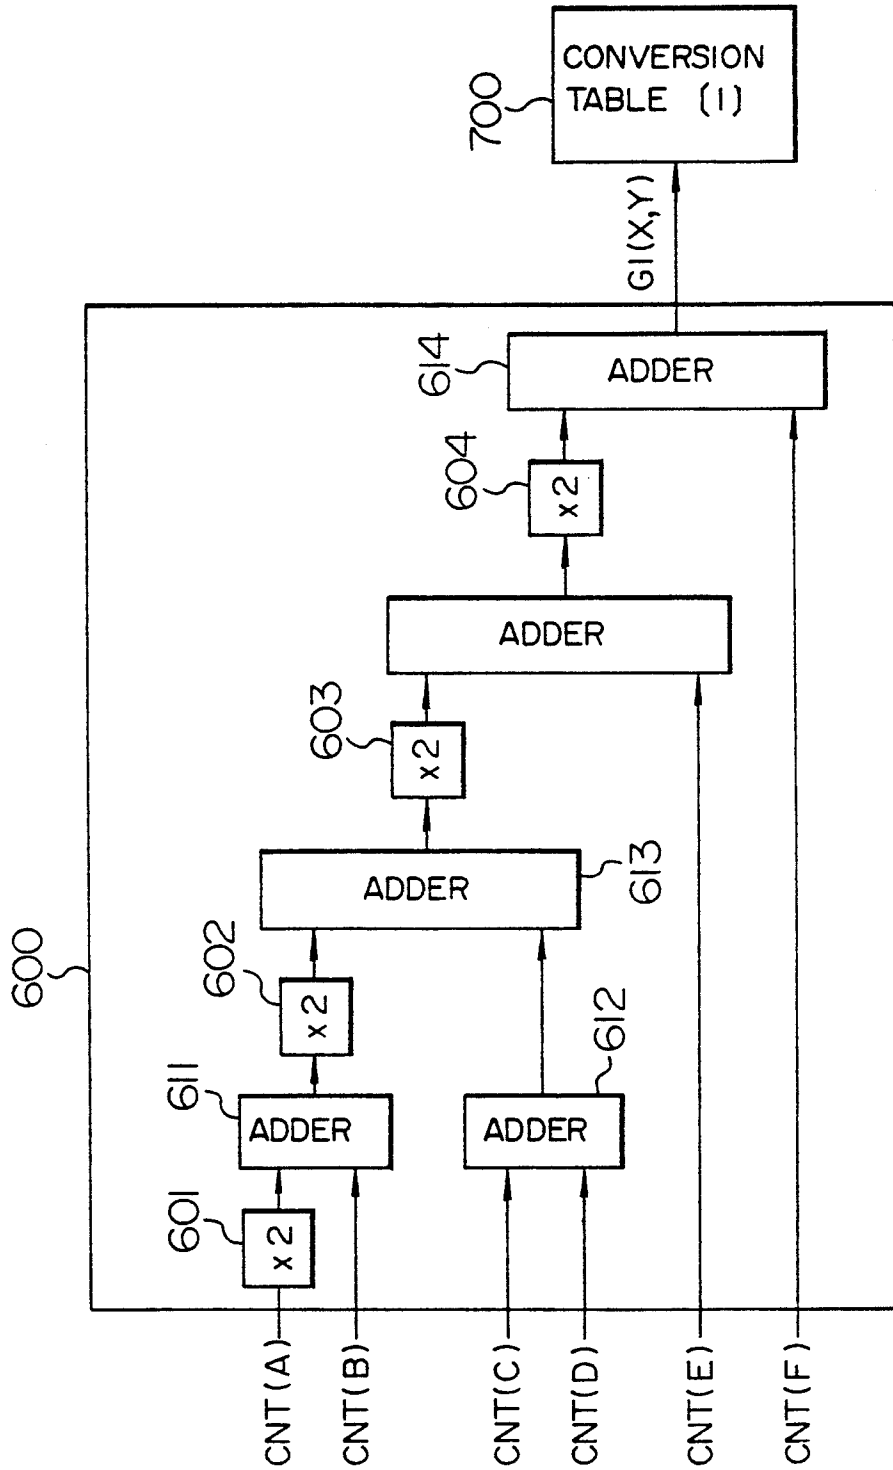 600
CNT(A)
601
x2
611
ADDER
602
x2
CNT(B)
CNT(C)
CNT(D)
ADDER
612
ADDER
613
603
x2
CNT(E)
ADDER
604
x2
CNT(F)
614
ADDER
G1(X,Y)
700
CONVERSION
TABLE (1)